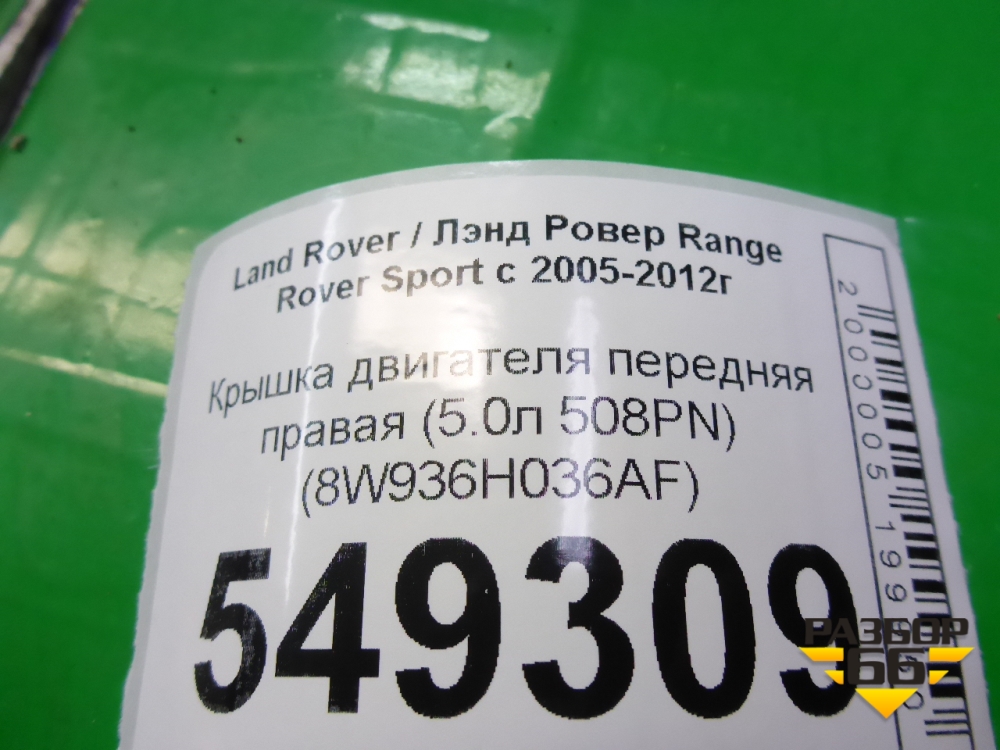 Land Rover / Лэнд Ровер Range
Rover Sport с 2005-2012г
Крышка двигателя передняя
правая (5.0л 508PN)
(8W936H036AF)
549309
РАЗБОР
66